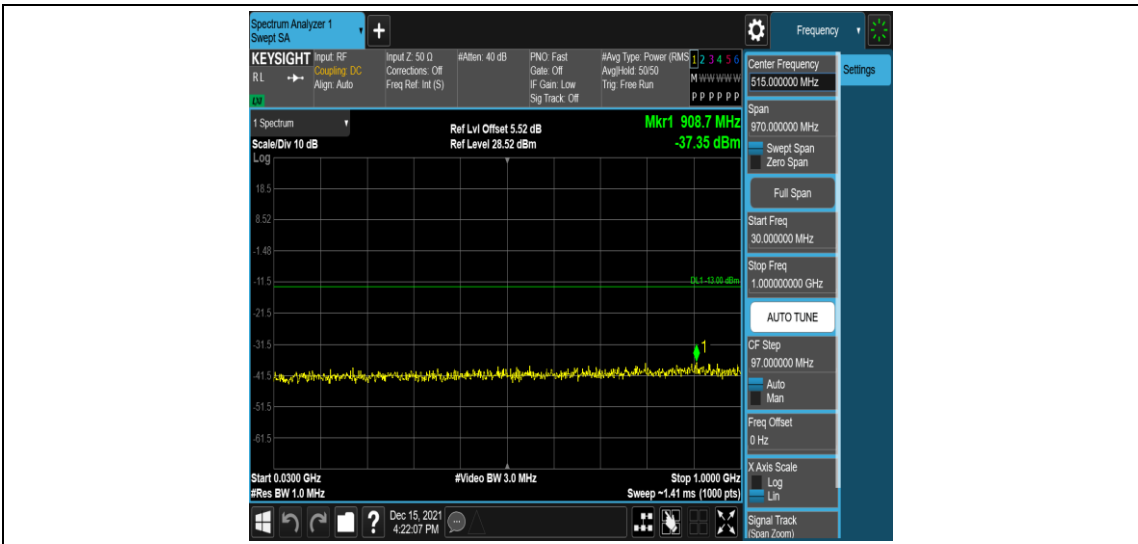 Spectrum Analyzer 1
Swept SA
+
Frequency
KEYSIGHT
RL
LXI
Input: RF
Coupling: DC
Align: Auto
Input Z: 50 Ω
Corrections: Off
Freq Ref: Int (S)
#Atten: 40 dB
PNO: Fast
Gate: Off
IF Gain: Low
Sig Track: Off
#Avg Type: Power (RMS
Avg|Hold: 50/50
Trig: Free Run
1 2 3 4 5 6
M W W W W W
P P P P P P
1 Spectrum
Scale/Div 10 dB
Log
Ref Lvl Offset 5.52 dB
Ref Level 28.52 dBm
Mkr1 908.7 MHz
-37.35 dBm
18.5
8.52
-1.48
-11.5
-21.5
-31.5
-41.5
-51.5
-61.5
DL1 -13.00 dBm
1
Start 0.0300 GHz
#Res BW 1.0 MHz
#Video BW 3.0 MHz
Stop 1.0000 GHz
Sweep ~1.41 ms (1000 pts)
?
Dec 15, 2021
4:22:07 PM
Center Frequency
515.000000 MHz
Settings
Span
970.000000 MHz
Swept Span
Zero Span
Full Span
Start Freq
30.000000 MHz
Stop Freq
1.000000000 GHz
AUTO TUNE
CF Step
97.000000 MHz
Auto
Man
Freq Offset
0 Hz
X Axis Scale
Log
Lin
Signal Track
(Span Zoom)